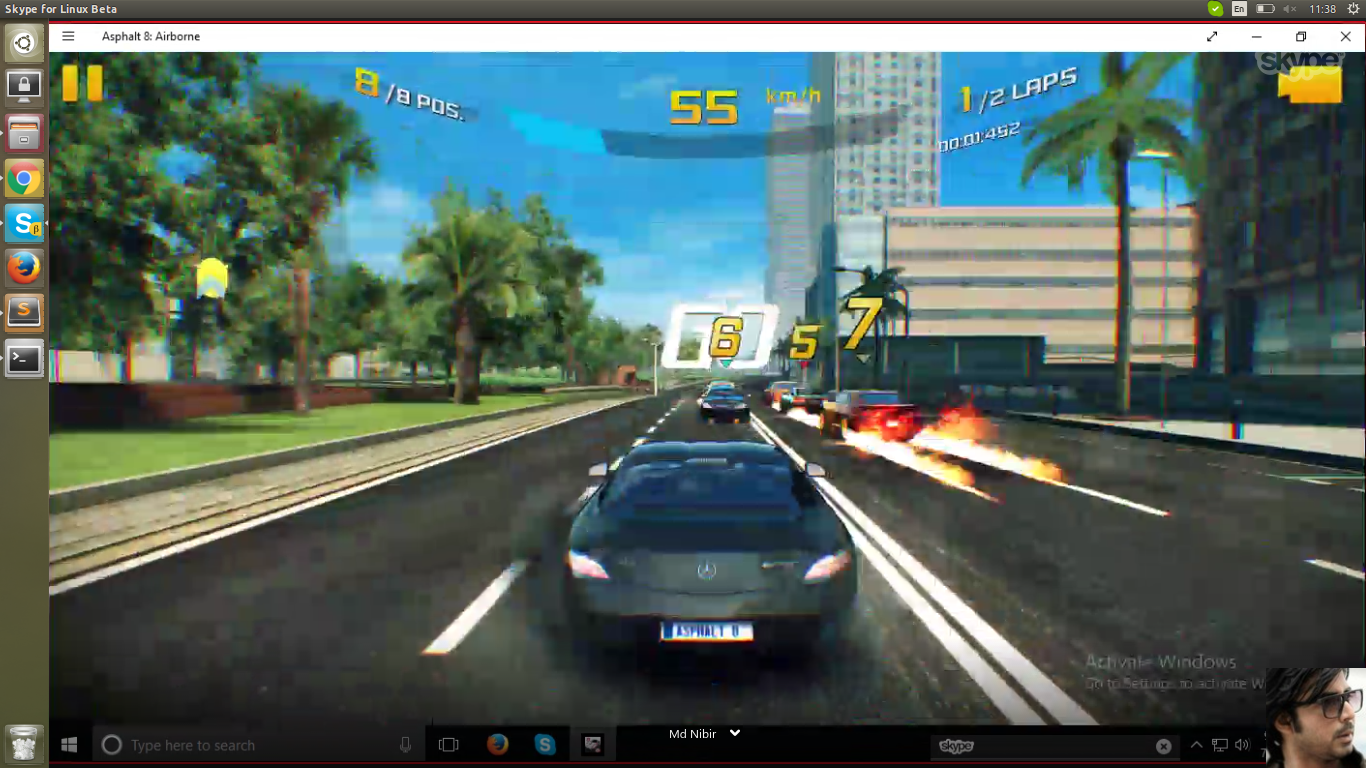 Skype for Linux Beta
En
11:38
Asphalt 8: Airborne
skype
8/8 POS.
55 km/h
1/2 LAPS
00:01:452
GO
6
5
7
Activate Windows
Go to Settings to activate W
Md Nibir
Type here to search
skype